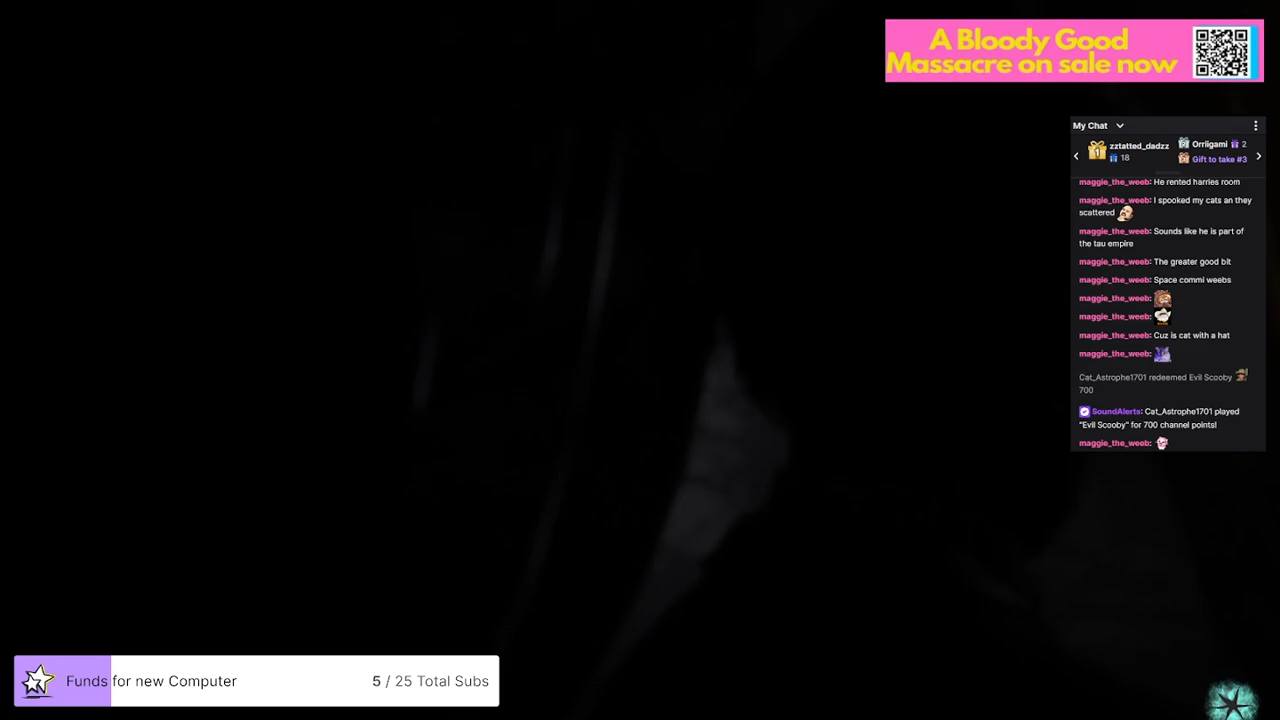 A Bloody Good
Massacre on sale now
My Chat
zztatted_dadzz
18
Orriigami 2
Gift to take #3
maggie_the_weeb: He rented harries room
maggie_the_weeb: I spooked my cats an they
scattered
maggie_the_weeb: Sounds like he is part of
the tau empire
maggie_the_weeb: The greater good bit
maggie_the_weeb: Space commi weebs
maggie_the_weeb:
maggie_the_weeb:
maggie_the_weeb: Cuz is cat with a hat
maggie_the_weeb:
Cat_Astrophe1701 redeemed Evil Scooby
700
SoundAlerts: Cat_Astrophe1701 played
"Evil Scooby" for 700 channel points!
maggie_the_weeb:
Funds for new Computer
5 / 25 Total Subs